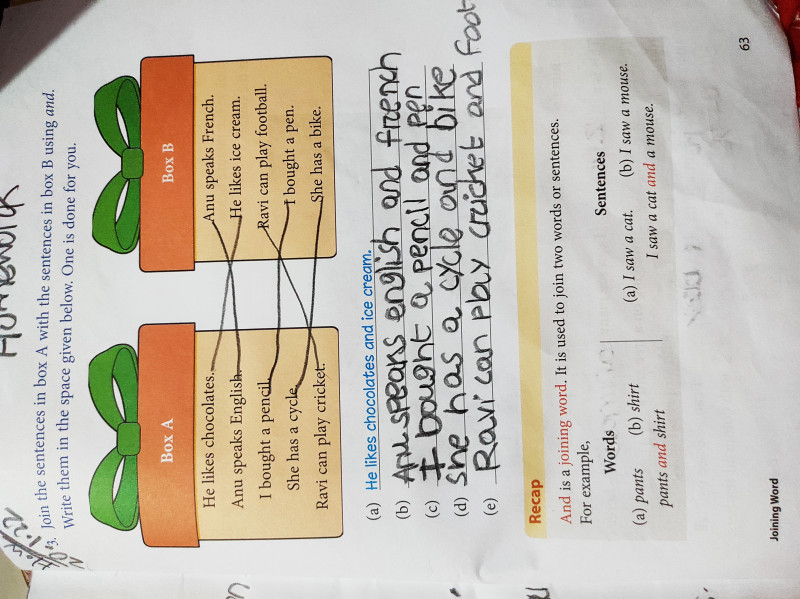 Homework
3. Join the sentences in box A with the sentences in box B using and.
Write them in the space given below. One is done for you.
Box A
He likes chocolates.
Anu speaks English.
I bought a pencil.
She has a cycle.
Ravi can play cricket.
Box B
Anu speaks French.
He likes ice cream.
Ravi can play football.
I bought a pen.
She has a bike.
(a) He likes chocolates and ice cream.
(b) Anu speaks english and french
(c) I bought a pencil and pen
(d) She has a cycle and bike
(e) Ravi can play cricket and foot
Recap
And is a joining word. It is used to join two words or sentences.
For example,
Words
(a) pants (b) shirt
pants and shirt
Sentences
(a) I saw a cat. (b) I saw a mouse.
I saw a cat and a mouse.
Joining Word
63